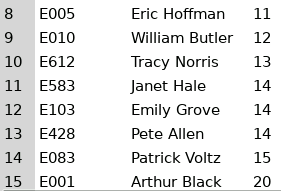 8 E005 Eric Hoffman 11
9 E010 William Butler 12
10 E612 Tracy Norris 13
11 E583 Janet Hale 14
12 E103 Emily Grove 14
13 E428 Pete Allen 14
14 E083 Patrick Voltz 15
15 E001 Arthur Black 20